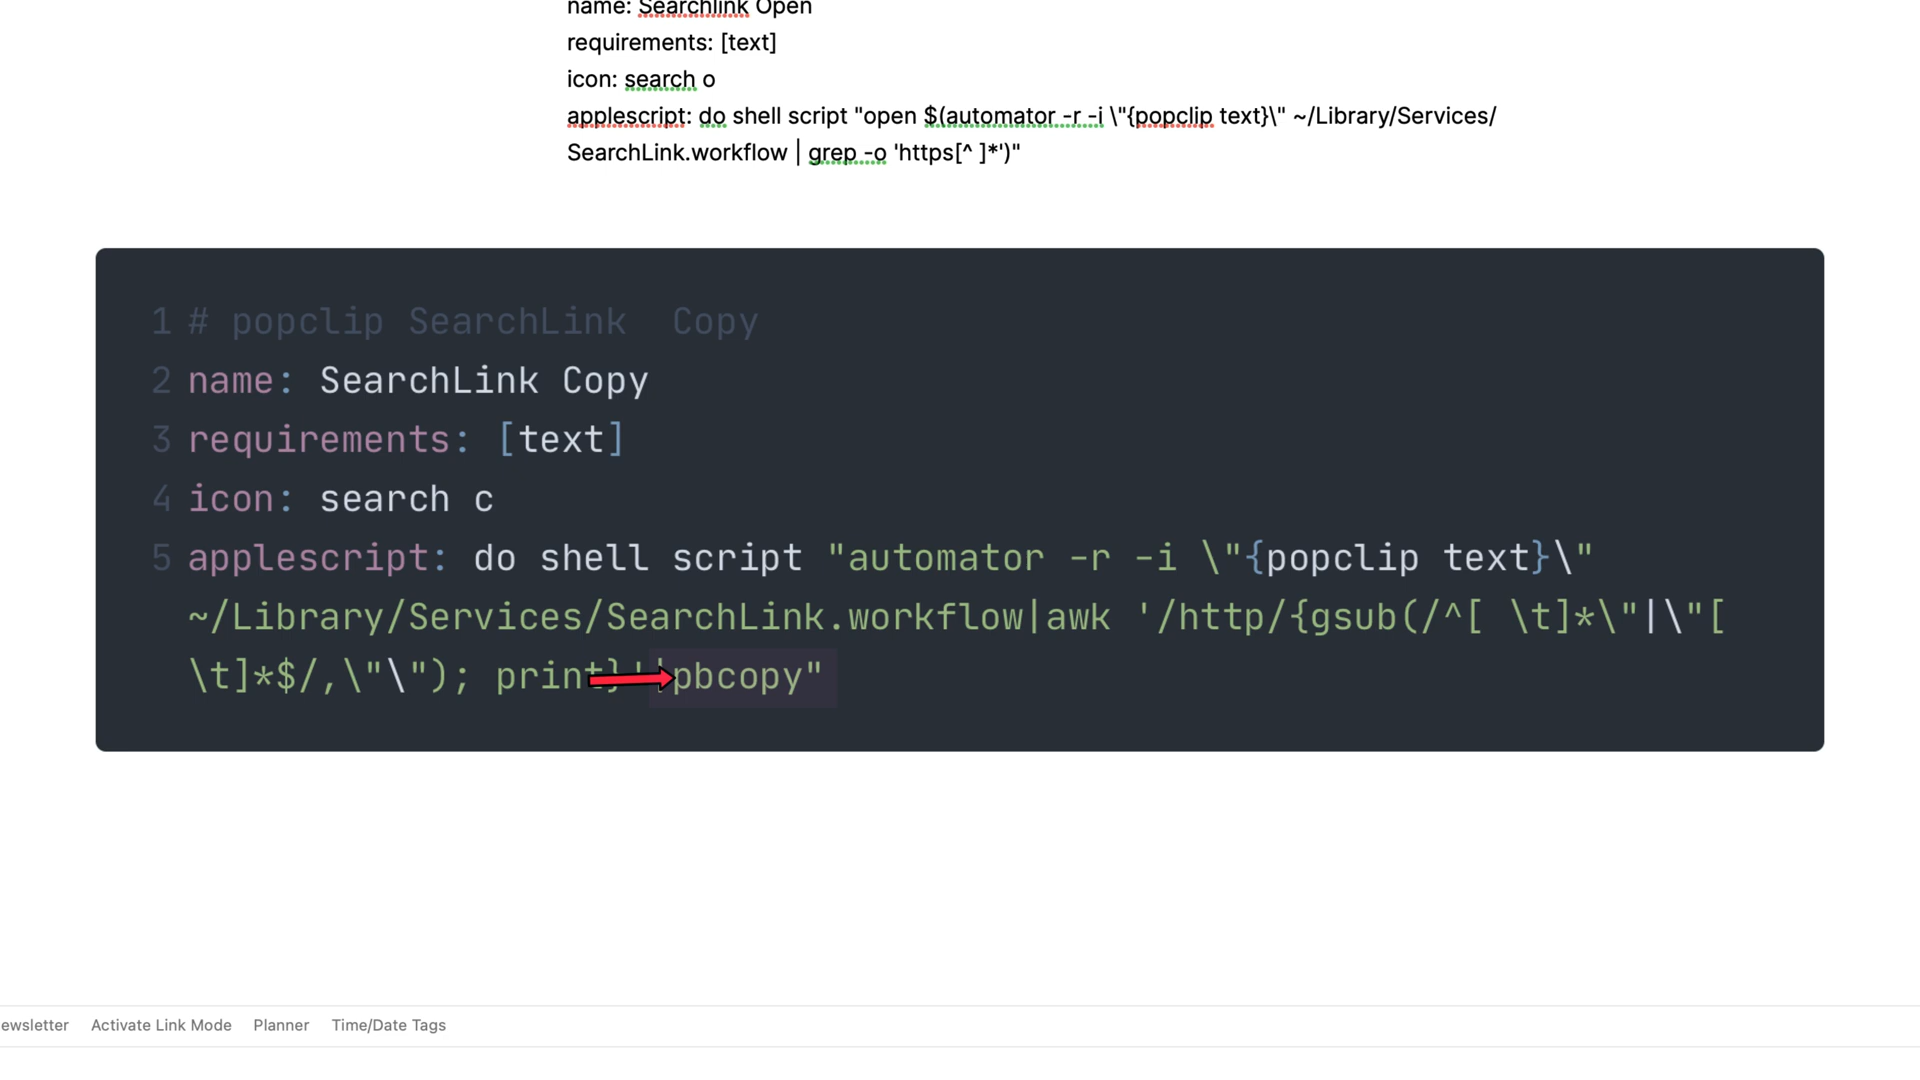 name: Searchlink Open
requirements: [text]
icon: search o
applescript: do shell script "open $(automator -r -i \"{popclip text}\" ~/Library/Services/
SearchLink.workflow | grep -o 'https[^ ]*')"
1 # popclip SearchLink  Copy
2 name: SearchLink Copy
3 requirements: [text]
4 icon: search c
5 applescript: do shell script "automator -r -i \"{popclip text}\"
~/Library/Services/SearchLink.workflow|awk '/http/{gsub(/^[ \t]*\"|\"[
\t]*$/,\"\"); print}'|pbcopy"
ewsletter Activate Link Mode Planner Time/Date Tags